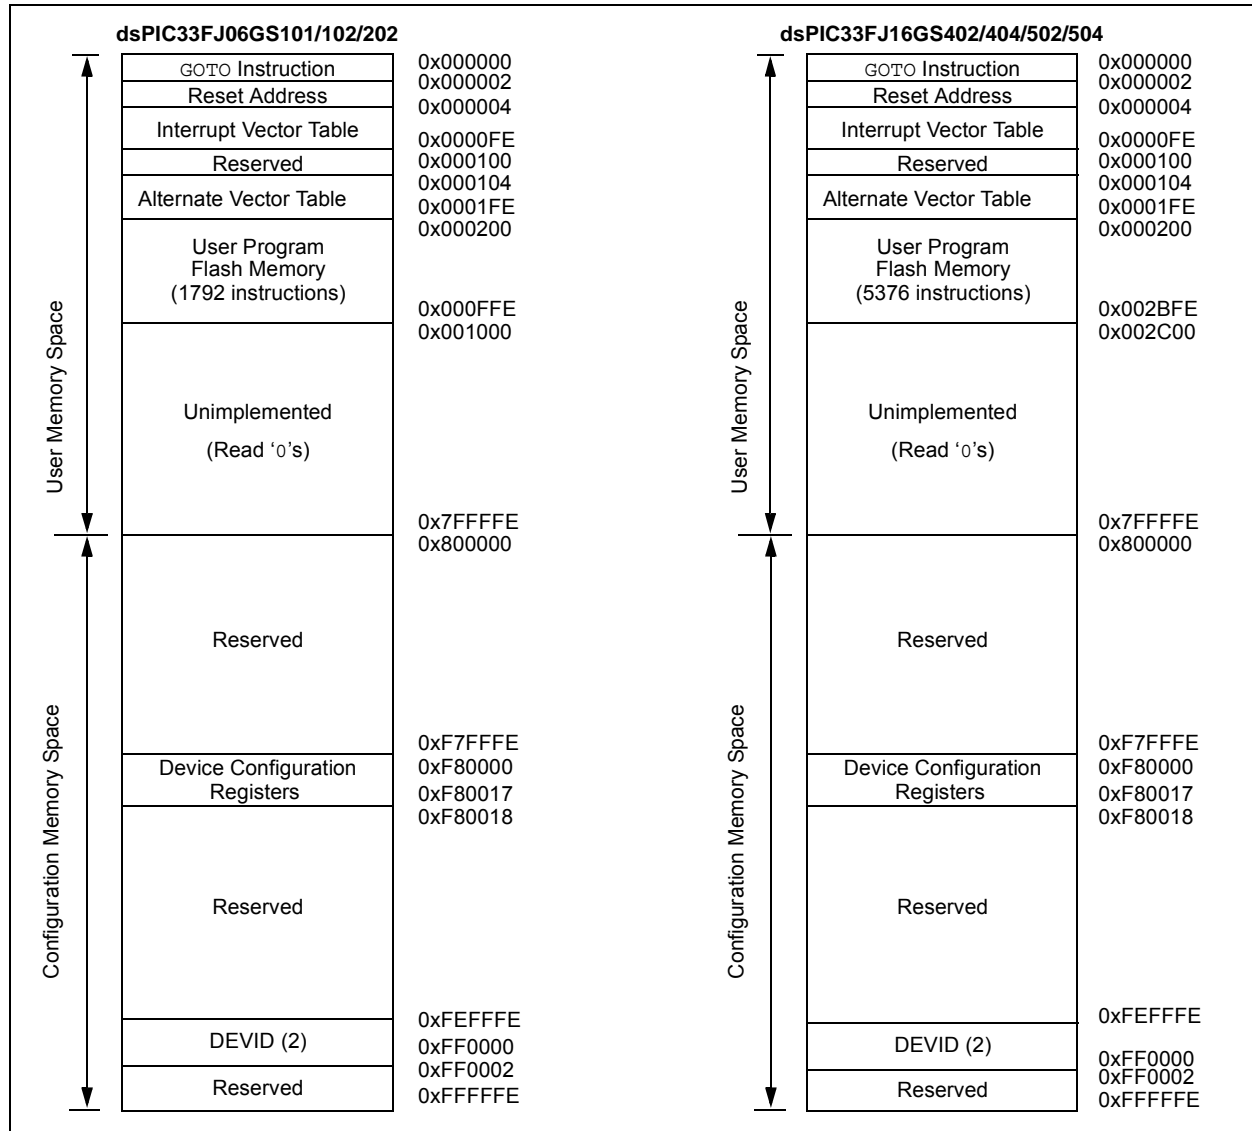 dsPIC33FJ06GS101/102/202
GOTO Instruction
0x000000
0x000002
Reset Address
0x000004
Interrupt Vector Table
0x0000FE
Reserved
0x000100
0x000104
Alternate Vector Table
0x0001FE
0x000200
User Program
Flash Memory
(1792 instructions)
0x000FFE
0x001000
User Memory Space
Unimplemented
(Read ‘0’s)
0x7FFFFE
0x800000
Reserved
Configuration Memory Space
0xF7FFFE
Device Configuration
Registers
0xF80000
0xF80017
0xF80018
Reserved
0xFEFFFE
DEVID (2)
0xFF0000
0xFF0002
Reserved
0xFFFFFE
dsPIC33FJ16GS402/404/502/504
GOTO Instruction
0x000000
0x000002
Reset Address
0x000004
Interrupt Vector Table
0x0000FE
Reserved
0x000100
0x000104
Alternate Vector Table
0x0001FE
0x000200
User Program
Flash Memory
(5376 instructions)
0x002BFE
0x002C00
User Memory Space
Unimplemented
(Read ‘0’s)
0x7FFFFE
0x800000
Reserved
Configuration Memory Space
0xF7FFFE
Device Configuration
Registers
0xF80000
0xF80017
0xF80018
Reserved
0xFEFFFE
DEVID (2)
0xFF0000
0xFF0002
Reserved
0xFFFFFE